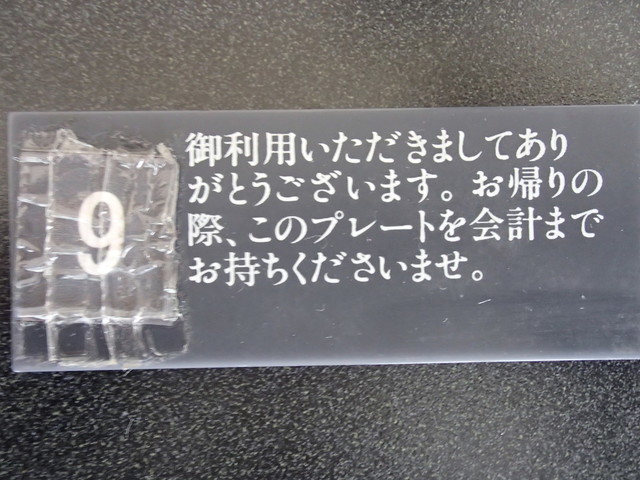 9
御利用いただきましてあり
がとうございます。お帰りの
際、このプレートを会計まで
お持ちくださいませ。